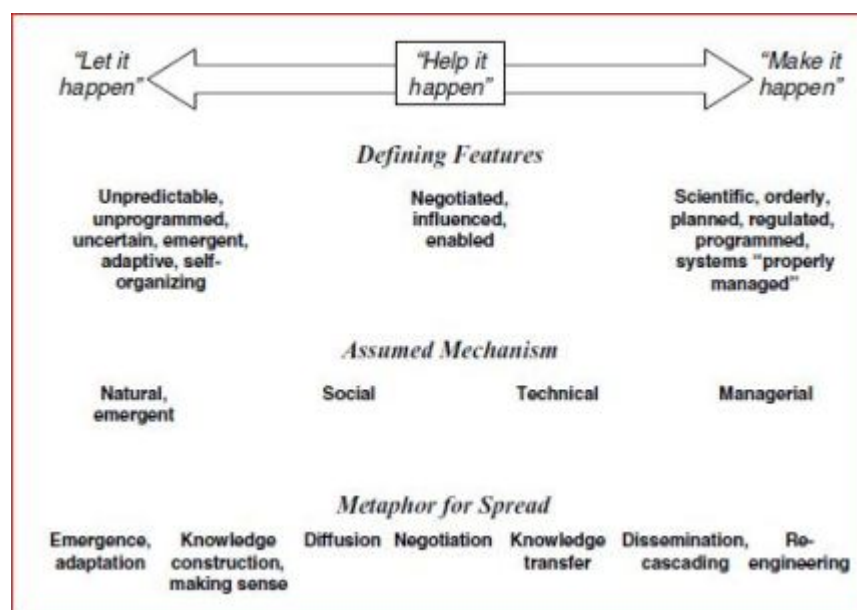 “Let it
happen”
“Help it
happen”
“Make it
happen”
Defining Features
Unpredictable,
unprogrammed,
uncertain, emergent,
adaptive, self-
organizing
Negotiated,
influenced,
enabled
Scientific, orderly,
planned, regulated,
programmed,
systems “properly
managed”
Assumed Mechanism
Natural,
emergent
Social
Technical
Managerial
Metaphor for Spread
Emergence,
adaptation
Knowledge
construction,
making sense
Diffusion
Negotiation
Knowledge
transfer
Dissemination,
cascading
Re-
engineering